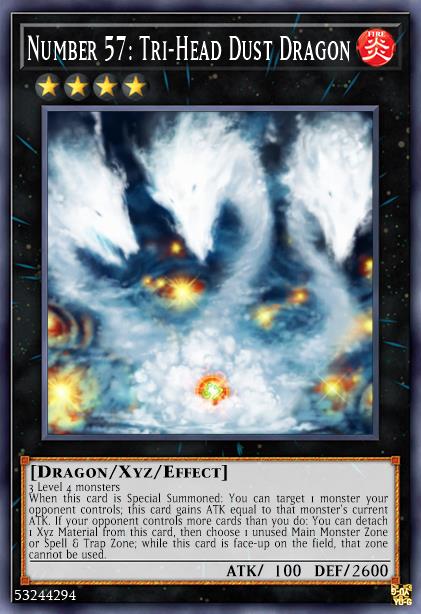 Number 57: Tri-Head Dust Dragon
FIRE
炎
[Dragon/Xyz/Effect]
3 Level 4 monsters
When this card is Special Summoned: You can target 1 monster your
opponent controls; this card gains ATK equal to that monster's current
ATK. If your opponent controls more cards than you do: You can detach
1 Xyz Material from this card, then choose 1 unused Main Monster Zone
or Spell & Trap Zone; while this card is face-up on the field, that zone
cannot be used.
ATK/ 100 DEF/2600
53244294